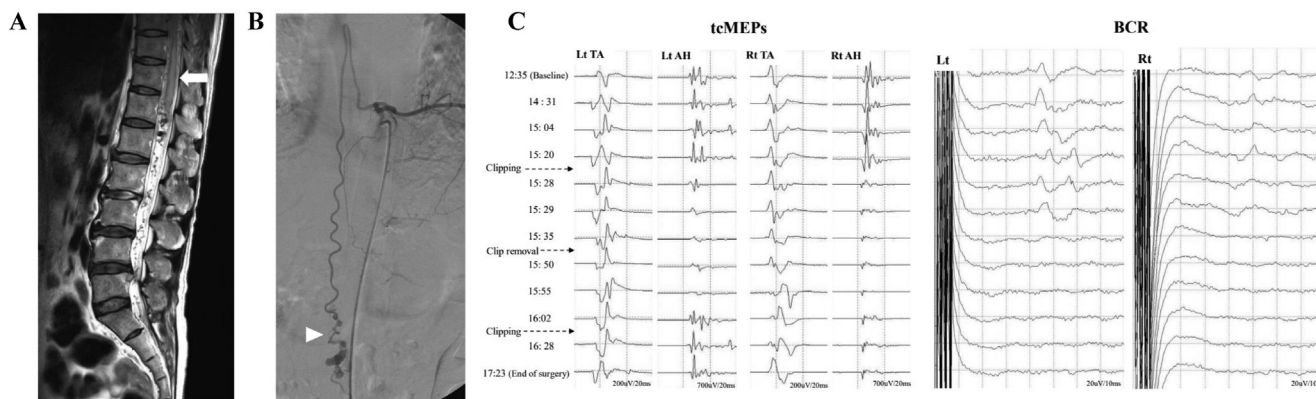 A
B
C
tcMEPs
BCR
Lt TA
Lt AH
Rt TA
Rt AH
Lt
Rt
12:35 (Baseline)
14 : 31
15: 04
15: 20
Clipping
15: 28
15: 29
15: 35
Clip removal
15: 50
15:55
16:02
Clipping
16: 28
17:23 (End of surgery)
200uV/20ms
700uV/20ms
200uV/20ms
700uV/20ms
20uV/10ms